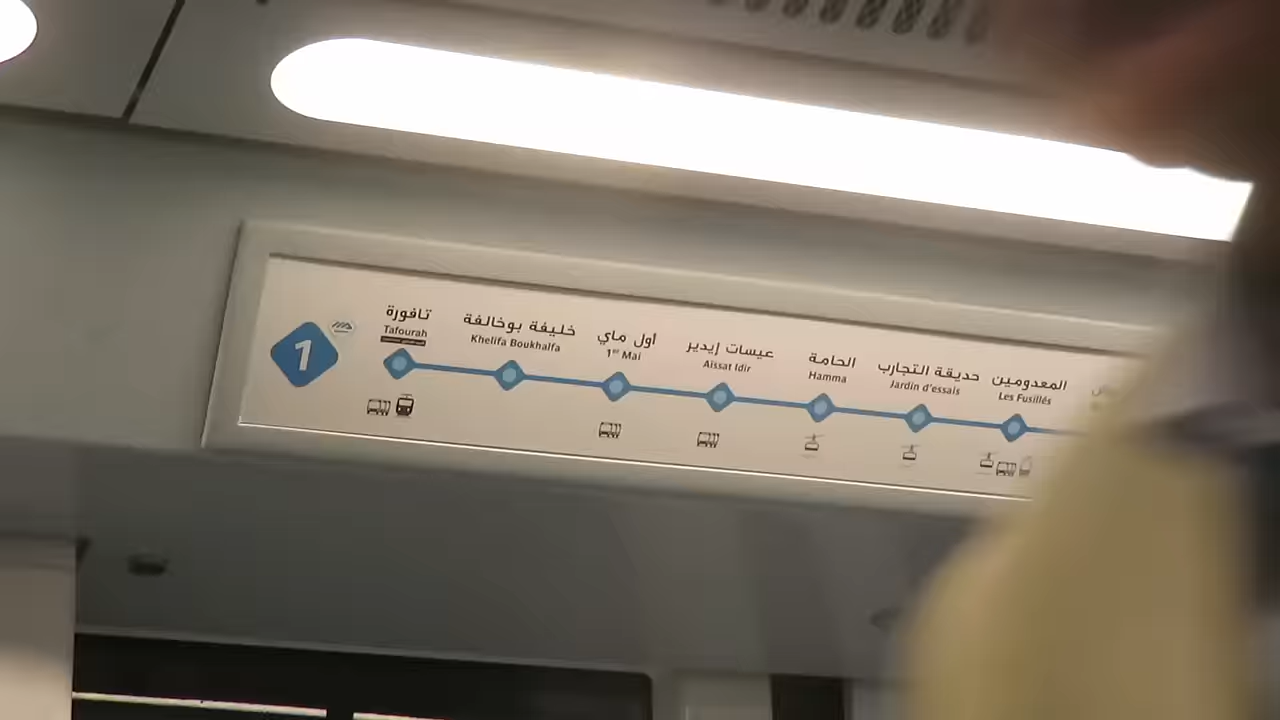 1
تافورة
Tafourah
خليفة بوخالفة
Khelifa Boukhalfa
أول ماي
1er Mai
عيسات إيدير
Aissat Idir
الحامة
Hamma
حديقة التجارب
Jardin d'essais
المعدومين
Les Fusillés